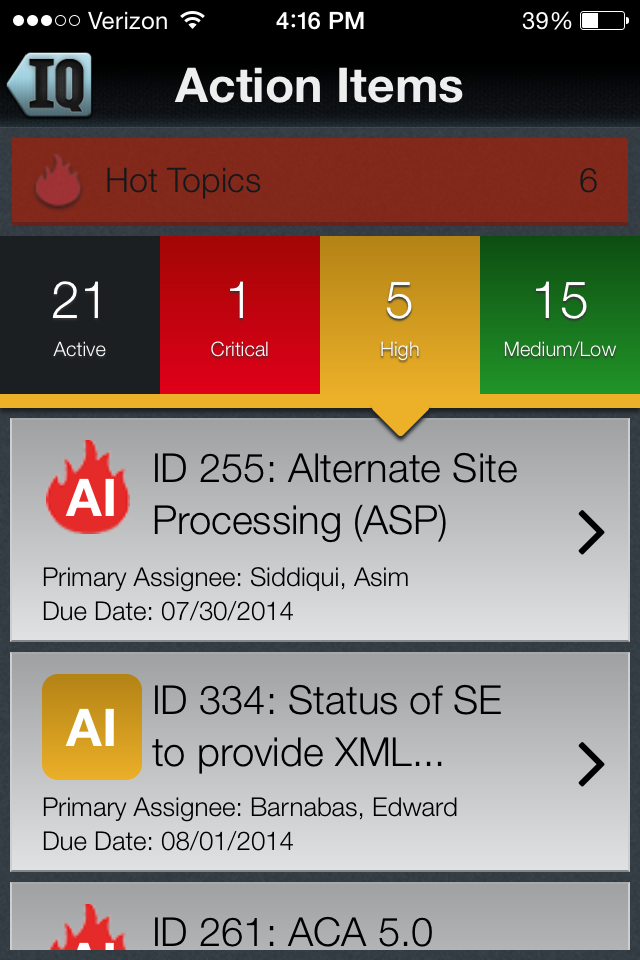 Verizon 4:16 PM 39%
IQ Action Items
Hot Topics 6
21 1 5 15
Active Critical High Medium/Low
AI ID 255: Alternate Site
Processing (ASP)
Primary Assignee: Siddiqui, Asim
Due Date: 07/30/2014
AI ID 334: Status of SE
to provide XML...
Primary Assignee: Barnabas, Edward
Due Date: 08/01/2014
AI ID 261: ACA 5.0